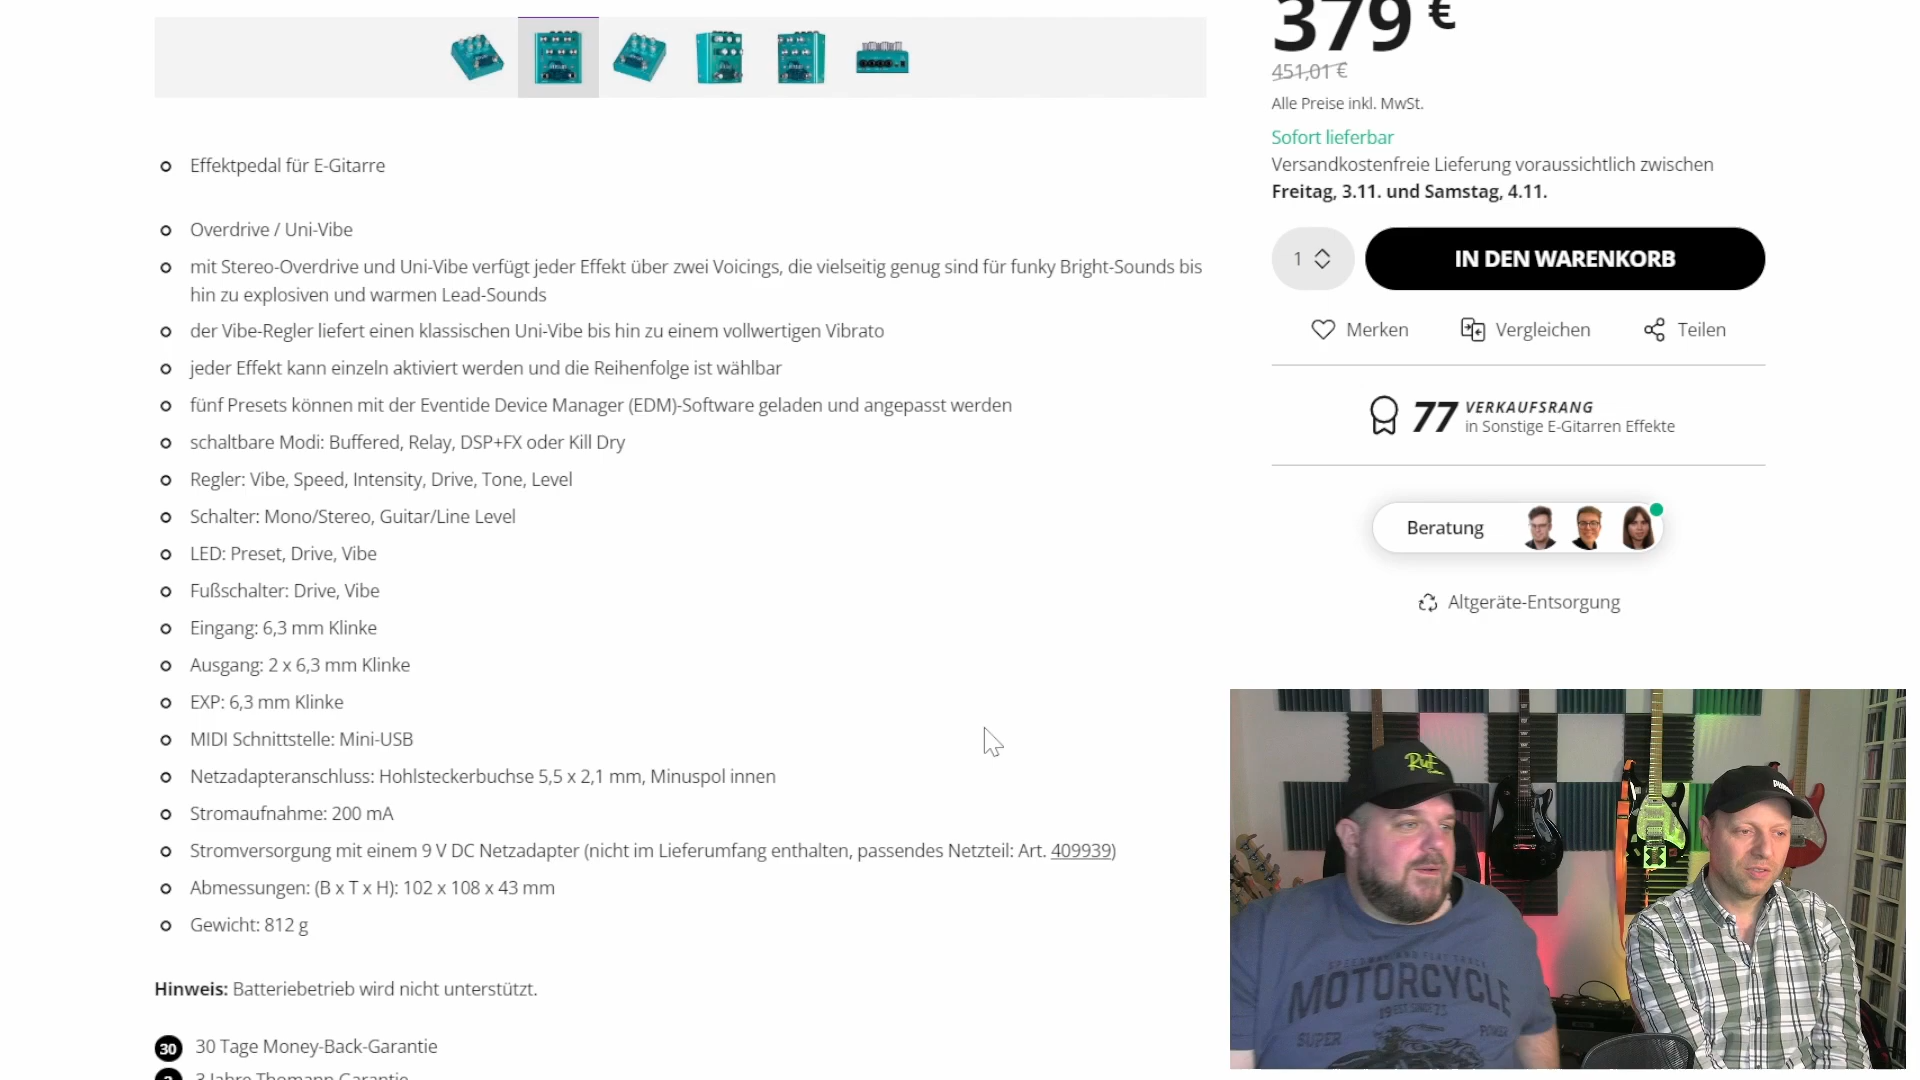 379 €
451,01 €
Alle Preise inkl. MwSt.
Sofort lieferbar
Versandkostenfreie Lieferung voraussichtlich zwischen
Freitag, 3.11. und Samstag, 4.11.
1
IN DEN WARENKORB
Merken
Vergleichen
Teilen
77 VERKAUFSRANG
in Sonstige E-Gitarren Effekte
Beratung
Altgeräte-Entsorgung
Effektpedal für E-Gitarre
Overdrive / Uni-Vibe
mit Stereo-Overdrive und Uni-Vibe verfügt jeder Effekt über zwei Voicings, die vielseitig genug sind für funky Bright-Sounds bis
hin zu explosiven und warmen Lead-Sounds
der Vibe-Regler liefert einen klassischen Uni-Vibe bis hin zu einem vollwertigen Vibrato
jeder Effekt kann einzeln aktiviert werden und die Reihenfolge ist wählbar
fünf Presets können mit der Eventide Device Manager (EDM)-Software geladen und angepasst werden
schaltbare Modi: Buffered, Relay, DSP+FX oder Kill Dry
Regler: Vibe, Speed, Intensity, Drive, Tone, Level
Schalter: Mono/Stereo, Guitar/Line Level
LED: Preset, Drive, Vibe
Fußschalter: Drive, Vibe
Eingang: 6,3 mm Klinke
Ausgang: 2 x 6,3 mm Klinke
EXP: 6,3 mm Klinke
MIDI Schnittstelle: Mini-USB
Netzadapteranschluss: Hohlsteckerbuchse 5,5 x 2,1 mm, Minuspol innen
Stromaufnahme: 200 mA
Stromversorgung mit einem 9 V DC Netzadapter (nicht im Lieferumfang enthalten, passendes Netzteil: Art. 409939)
Abmessungen: (B x T x H): 102 x 108 x 43 mm
Gewicht: 812 g
Hinweis: Batteriebetrieb wird nicht unterstützt.
30 30 Tage Money-Back-Garantie
3 Jahre Thomann Garantie
MOTORCYCLE
SUPER POWER